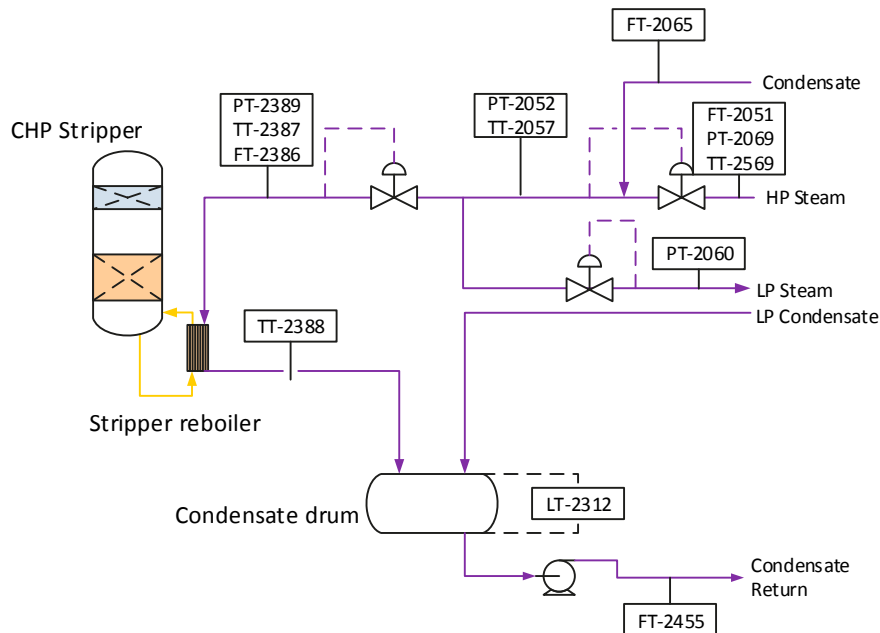 FT-2065
Condensate
PT-2389
TT-2387
FT-2386
PT-2052
TT-2057
FT-2051
PT-2069
TT-2569
CHP Stripper
HP Steam
PT-2060
LP Steam
LP Condensate
TT-2388
Stripper reboiler
LT-2312
Condensate drum
Condensate
Return
FT-2455